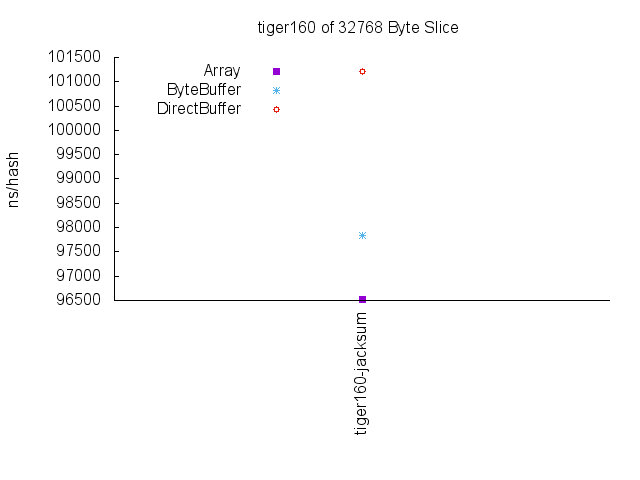 tiger160 of 32768 Byte Slice
101500
101000
100500
100000
99500
99000
98500
98000
97500
97000
96500
ns/hash
Array
ByteBuffer
DirectBuffer
tiger160-jacksum